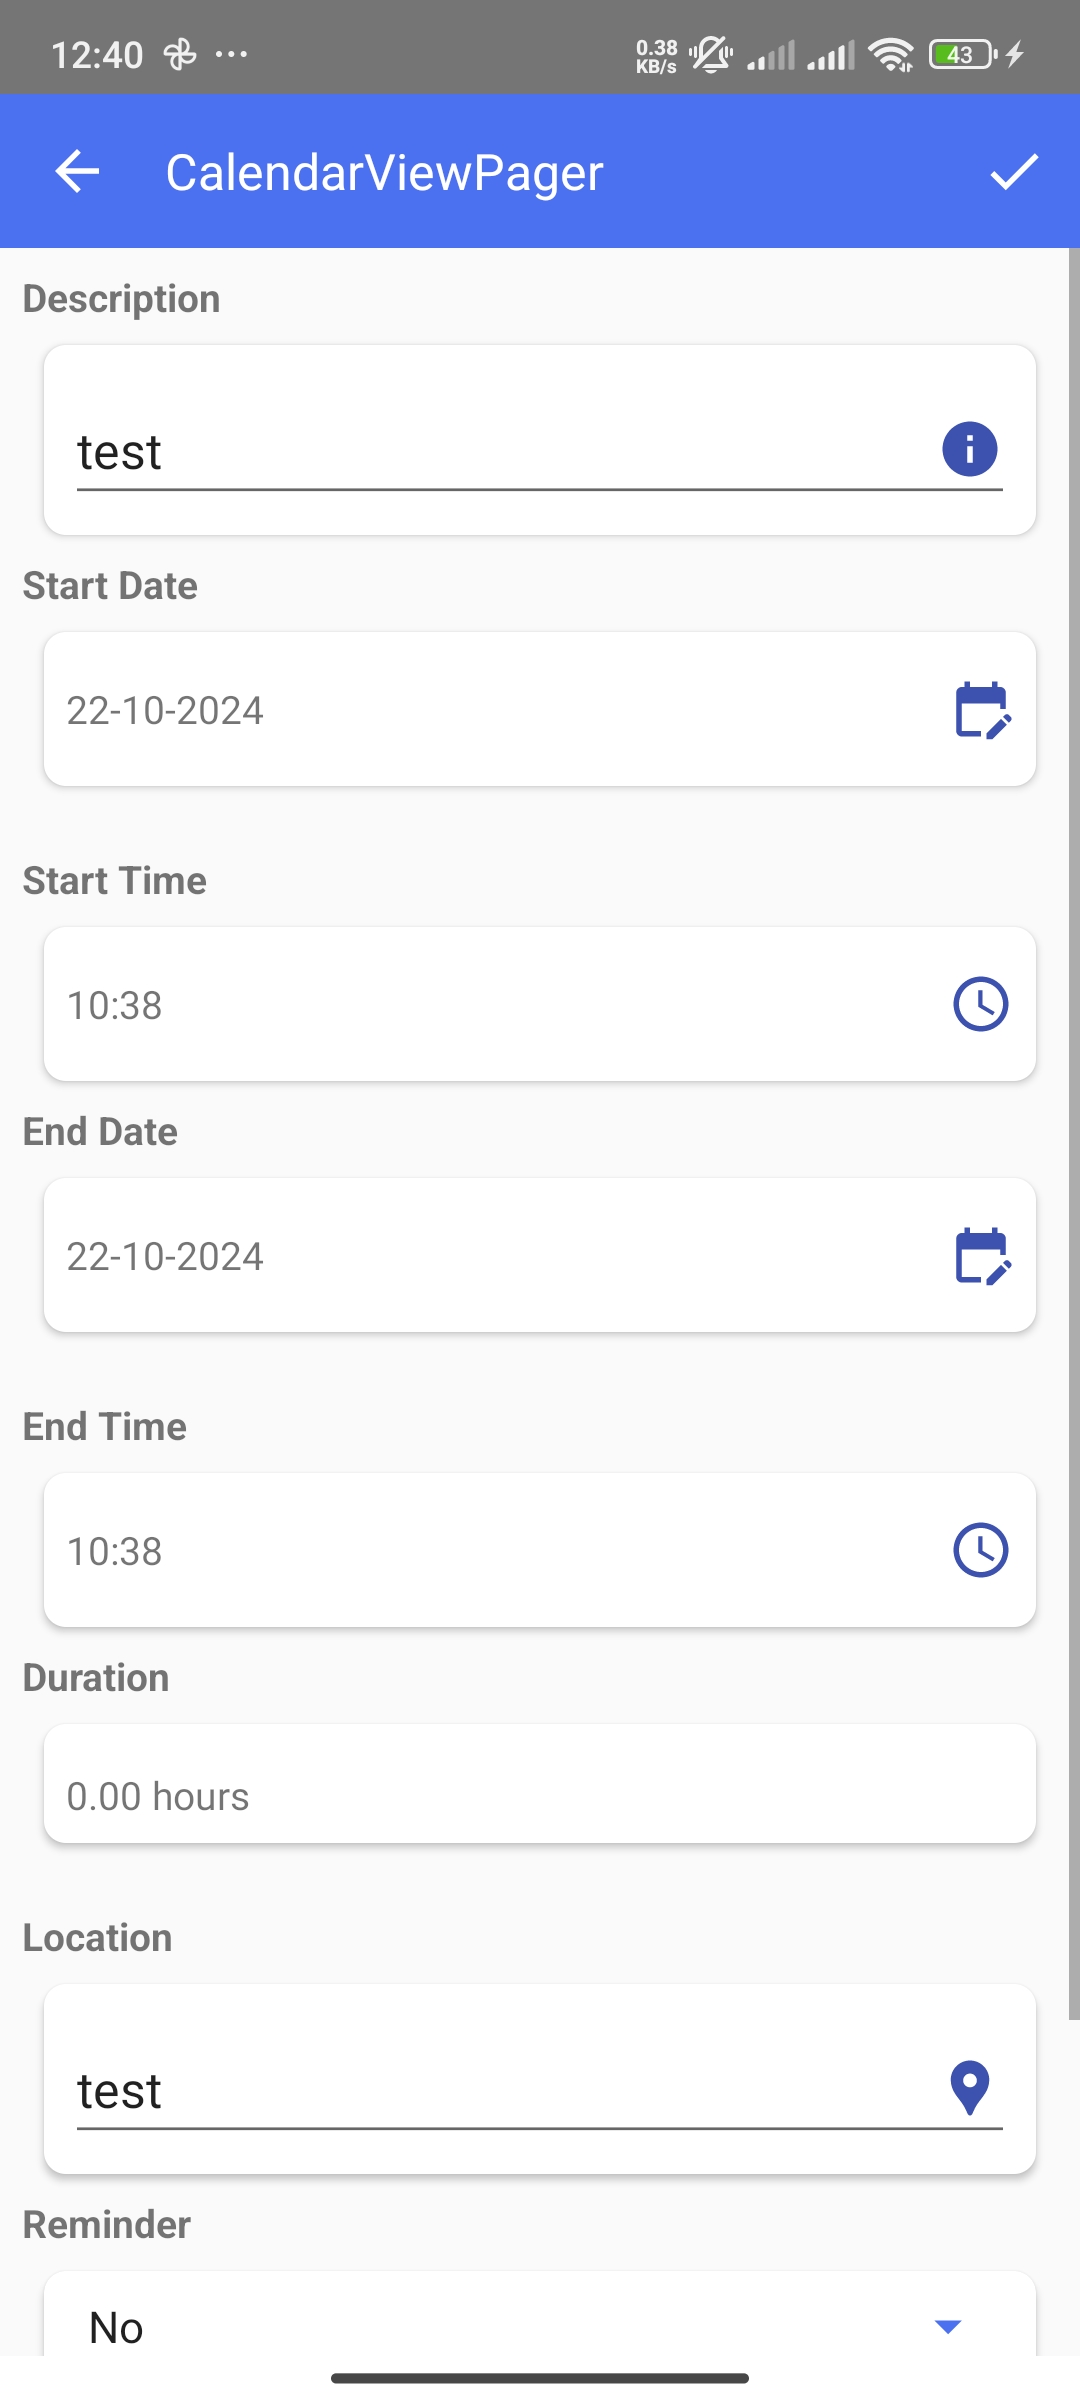 12:40 ... 0.38 KB/s 43
CalendarViewPager
Description
test
Start Date
22-10-2024
Start Time
10:38
End Date
22-10-2024
End Time
10:38
Duration
0.00 hours
Location
test
Reminder
No